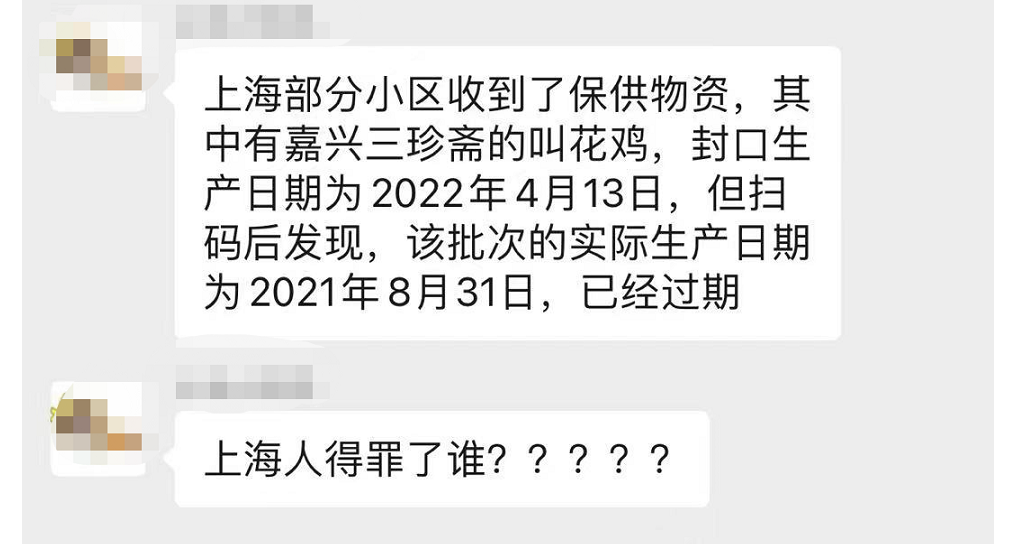 上海部分小区收到了保供物资，其
中有嘉兴三珍斋的叫花鸡，封口生
产日期为2022年4月13日，但扫
码后发现，该批次的实际生产日期
为2021年8月31日，已经过期
上海人得罪了谁？？？？？